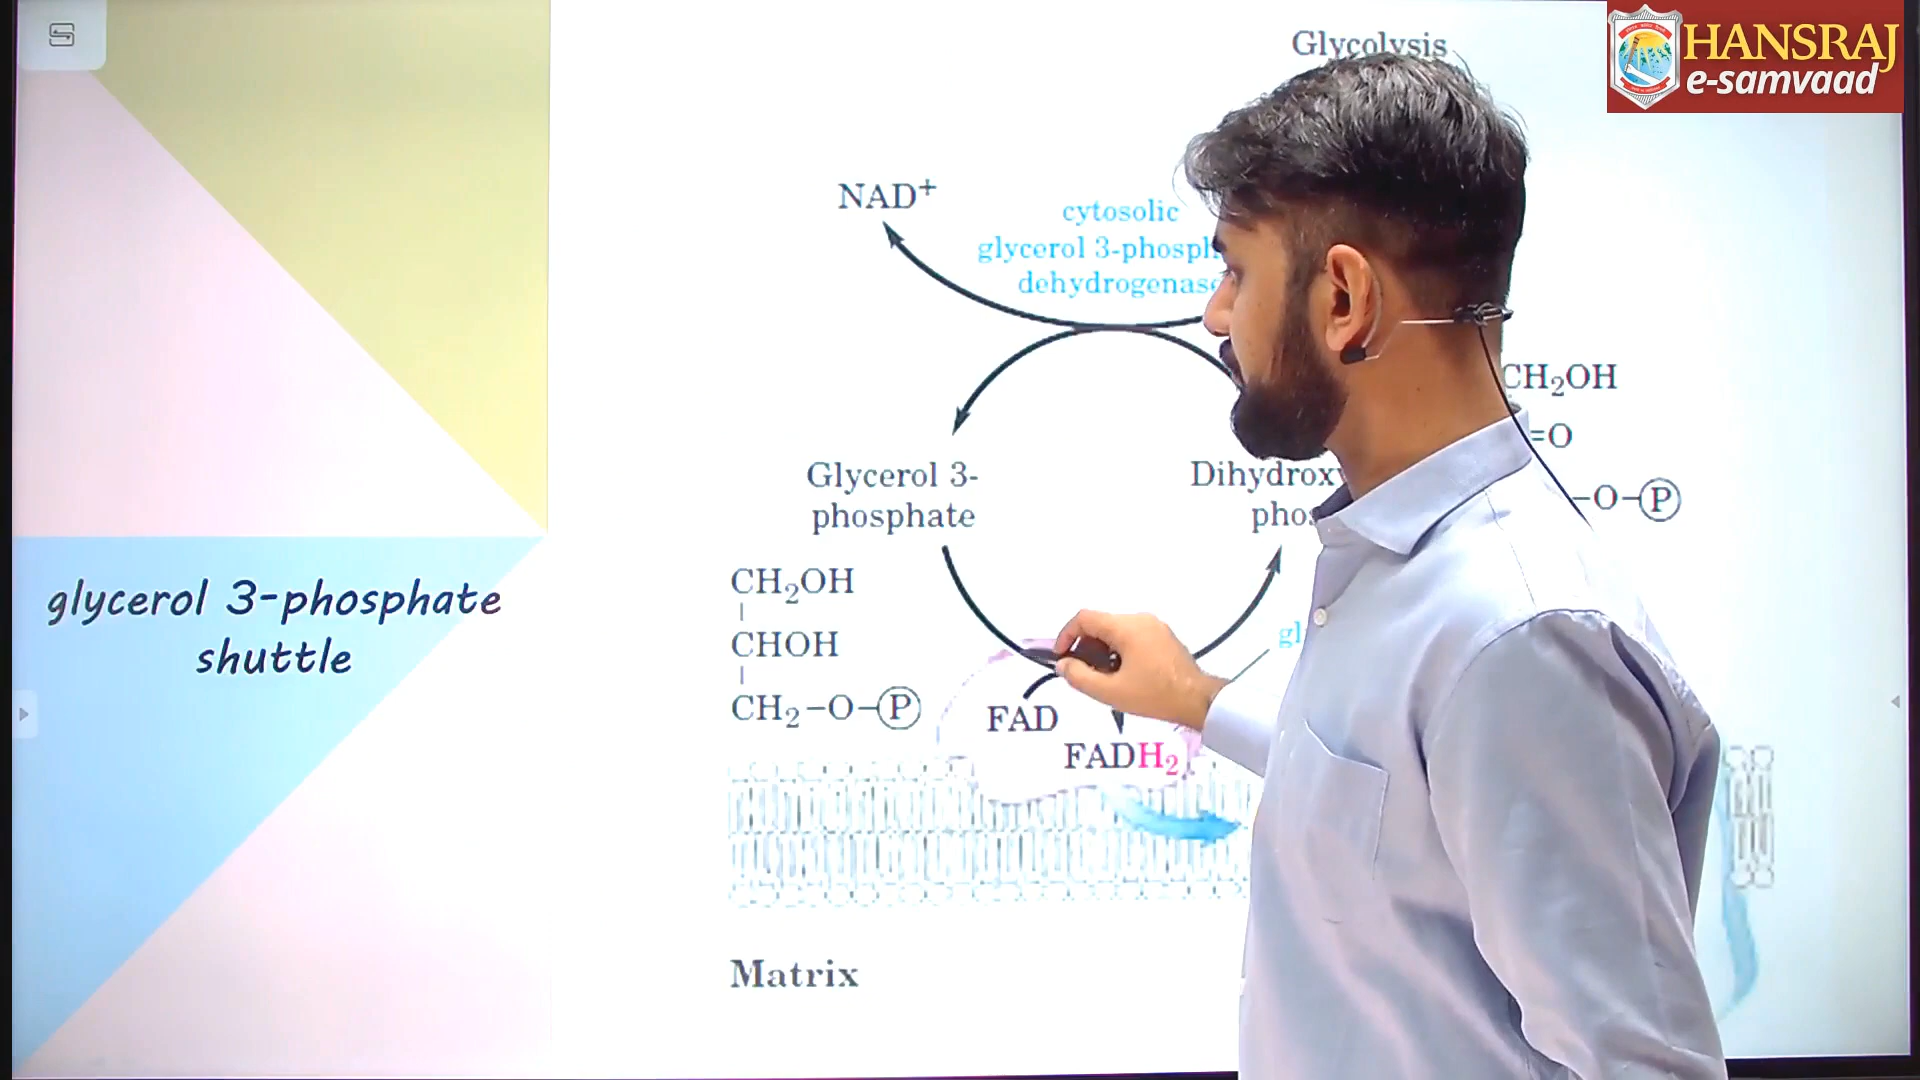 Glycolysis
HANSRAJ
e-samvaad
NAD+
cytosolic
glycerol 3-phosph
dehydrogenase
CH2OH
=O
Glycerol 3-
phosphate
Dihydroxy
phos
-O-P
glycerol 3-phosphate
shuttle
CH2OH
CHOH
CH2-O-P
gl
FAD
FADH2
Matrix